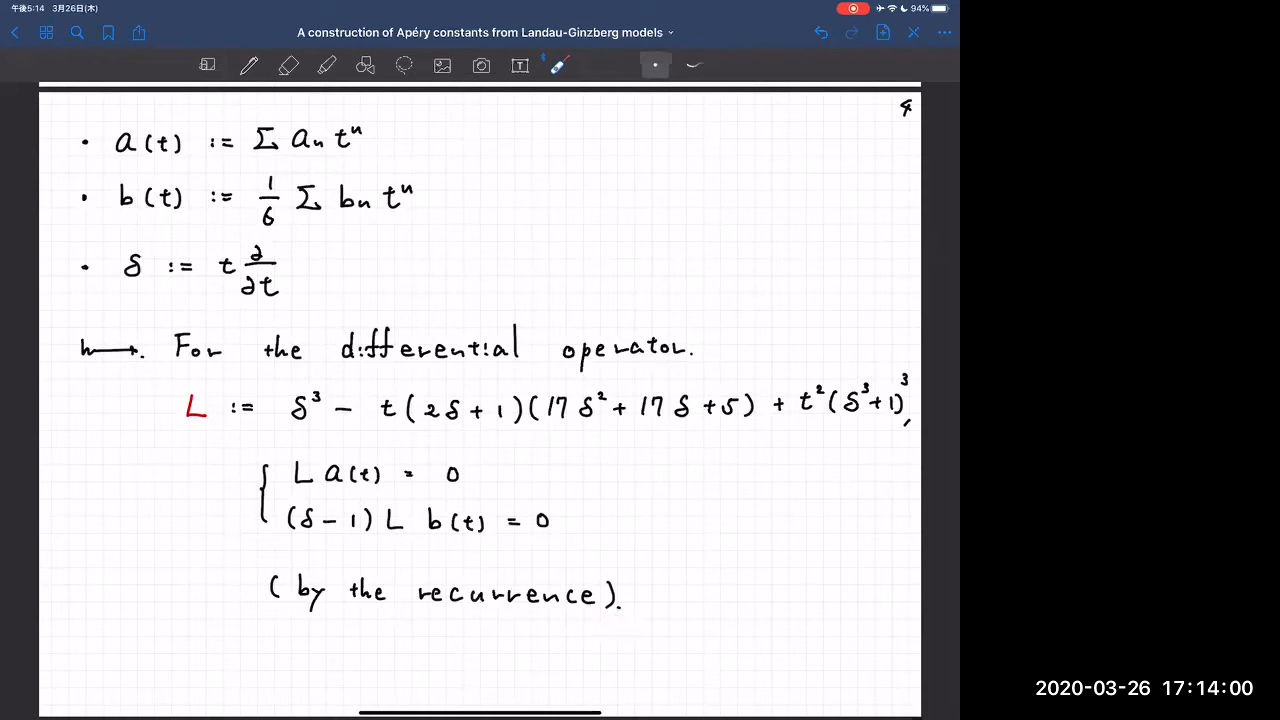 午後5:14 3月26日(木)
94%
A construction of Apéry constants from Landau-Ginzberg models
4
• a(t) := Σ aₙ tⁿ
• b(t) := 1/6 Σ bₙ tⁿ
• δ := t ∂/∂t
⟼. For the differential operator.
L := δ³ − t(2δ+1)(17δ²+17δ+5) + t²(δ³+1)³,
{ L a(t) = 0
(δ−1) L b(t) = 0
(by the recurrence).
2020-03-26 17:14:00